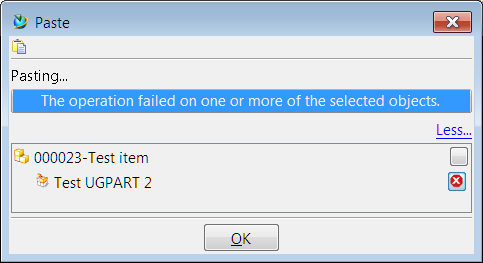 Paste
Pasting...
The operation failed on one or more of the selected objects.
Less...
000023-Test item
Test UGPART 2
OK